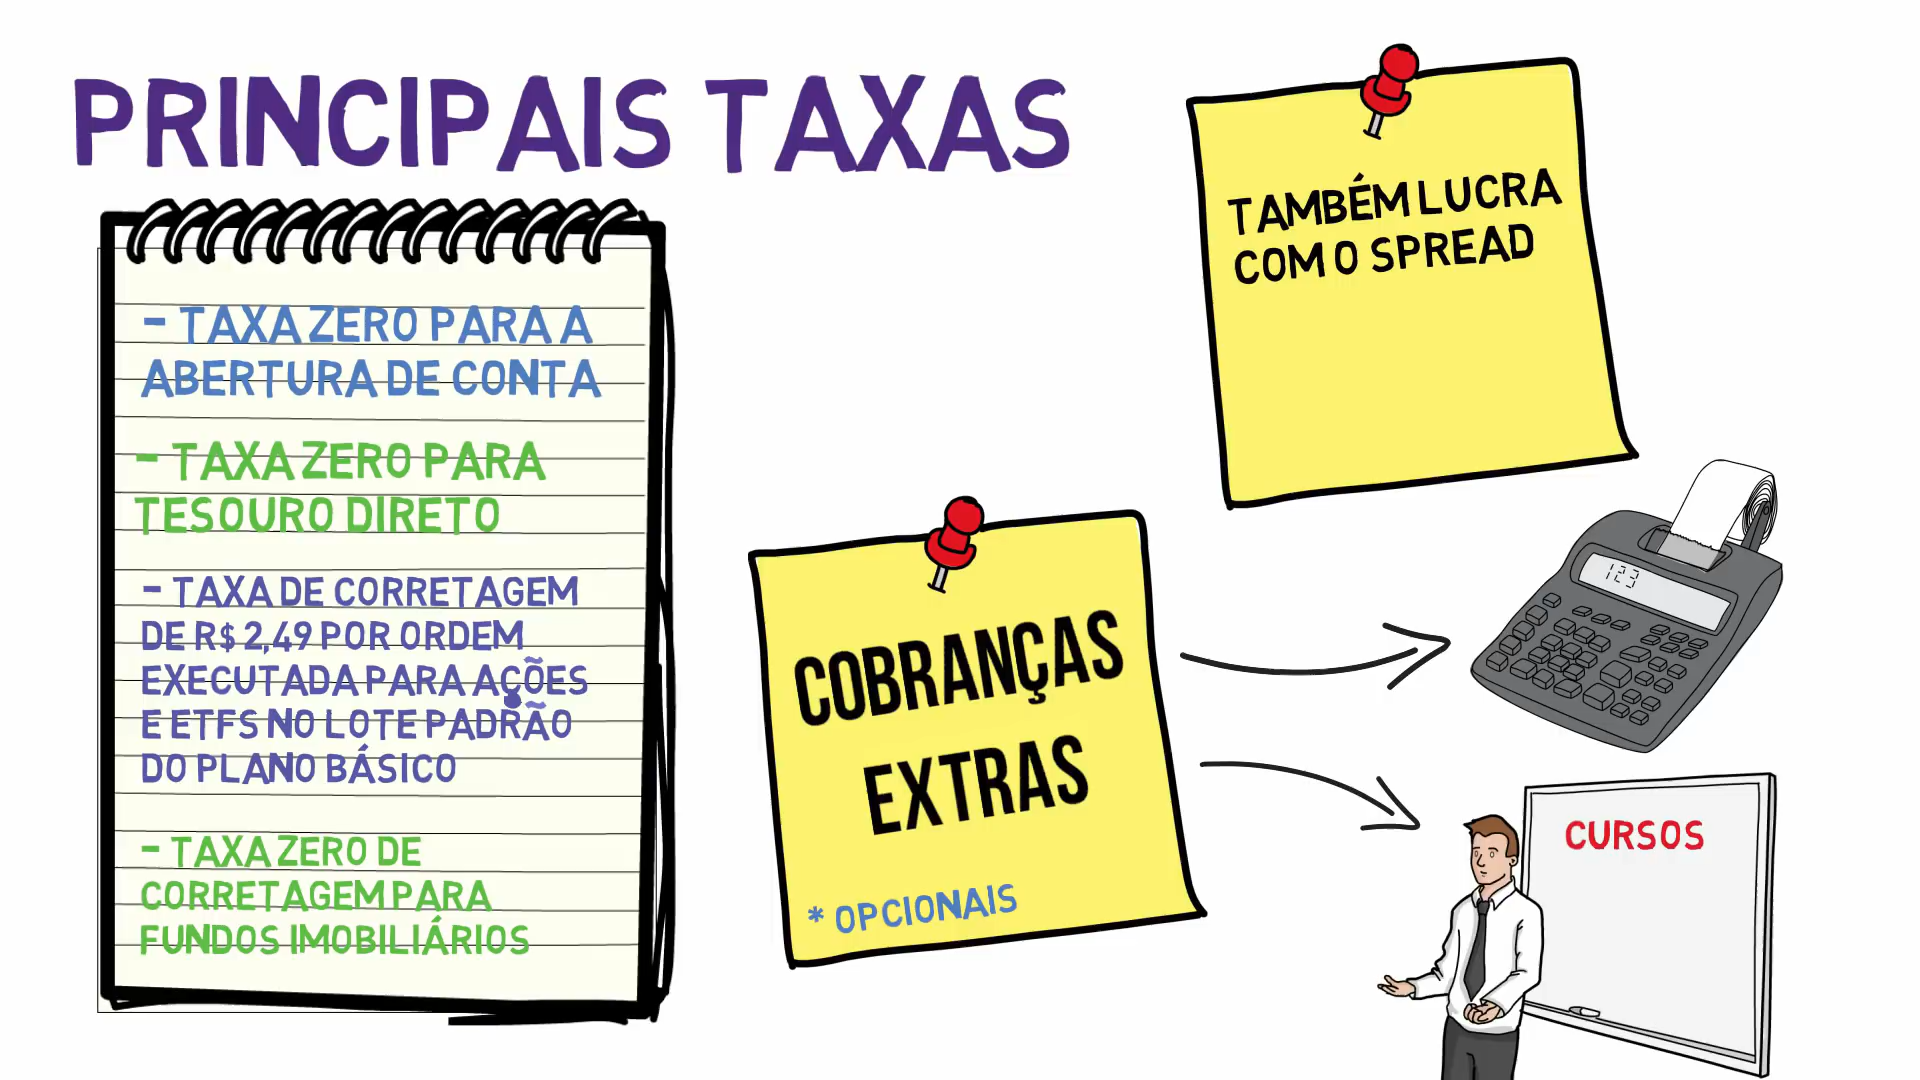 PRINCIPAIS TAXAS
- TAXA ZERO PARA A
ABERTURA DE CONTA
- TAXA ZERO PARA
TESOURO DIRETO
- TAXA DE CORRETAGEM
DE R$ 2,49 POR ORDEM
EXECUTADA PARA AÇÕES
E ETFS NO LOTE PADRÃO
DO PLANO BÁSICO
- TAXA ZERO DE
CORRETAGEM PARA
FUNDOS IMOBILIÁRIOS
TAMBÉM LUCRA
COM O SPREAD
COBRANÇAS
EXTRAS
* OPCIONAIS
123
CURSOS